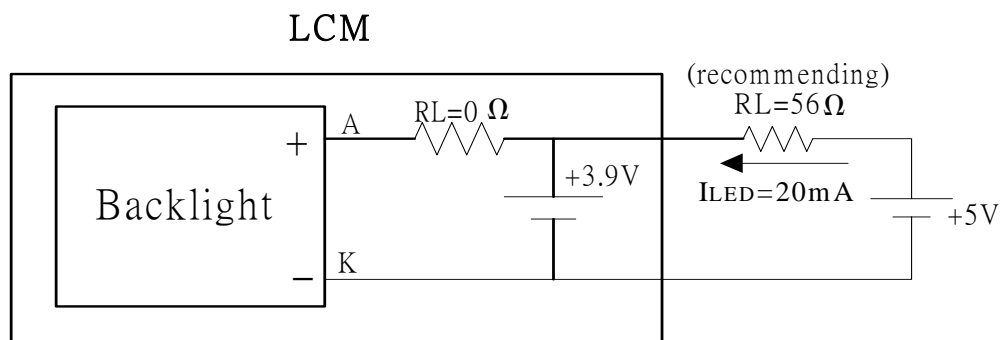 LCM
(recommending)
RL=56Ω
RL=0 Ω
A
+
+3.9V
ILED=20mA
Backlight
+5V
K
−